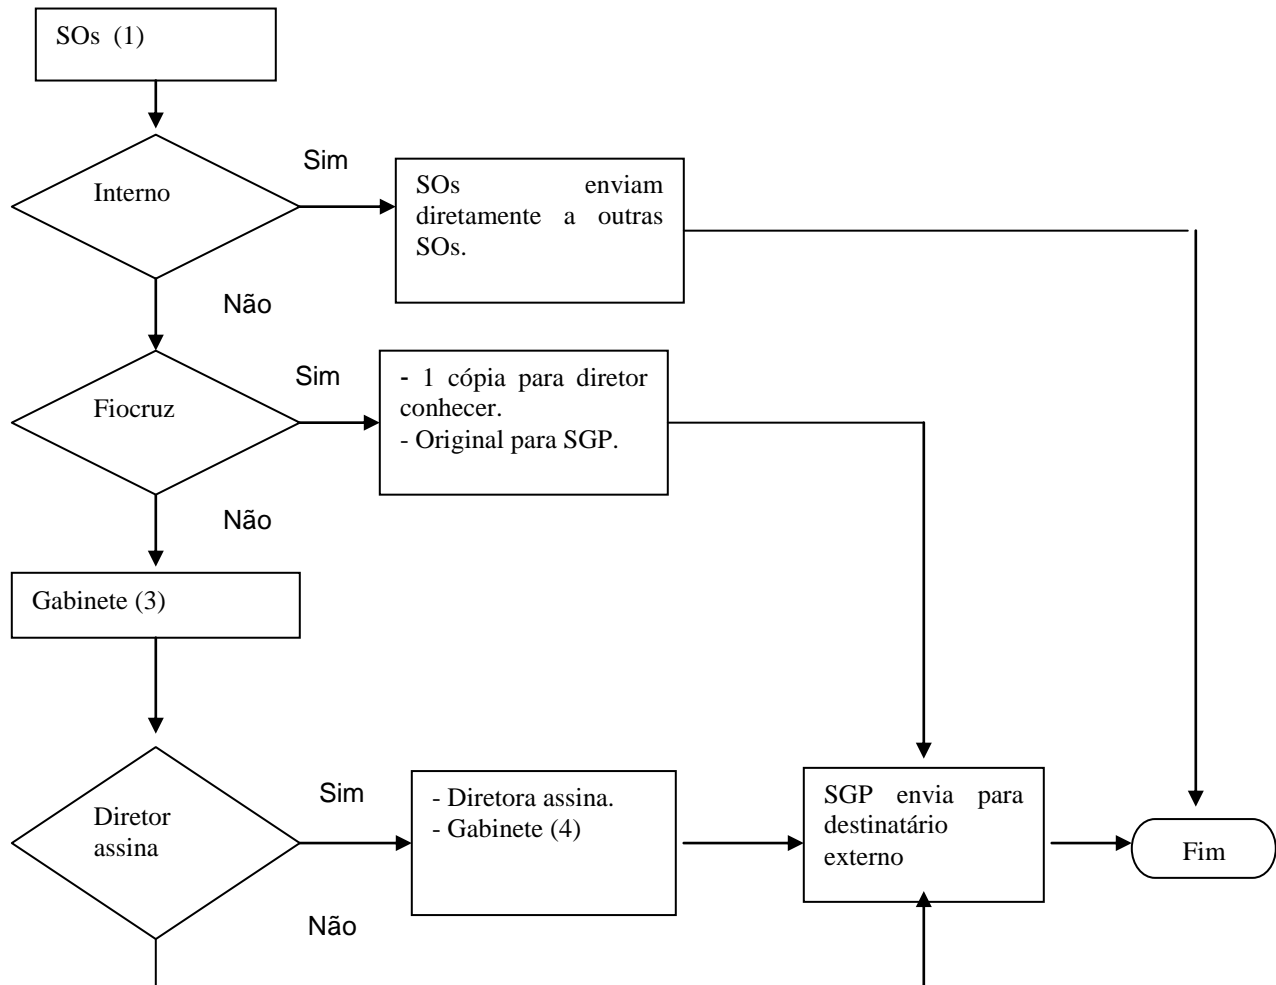 SOs (1)
Sim
Interno
SOs enviam
diretamente a outras
SOs.
Não
Sim
Fiocruz
- 1 cópia para diretor
conhecer.
- Original para SGP.
Não
Gabinete (3)
Diretor
assina
Sim
- Diretora assina.
- Gabinete (4)
SGP envia para
destinatário
externo
Fim
Não